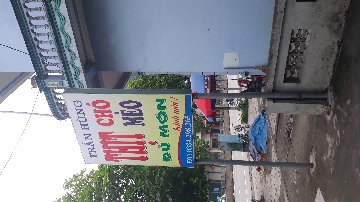 TRẦN HÙNG
THỊT CHÓ
MÈO
ĐỦ MÓN
Kính mời!